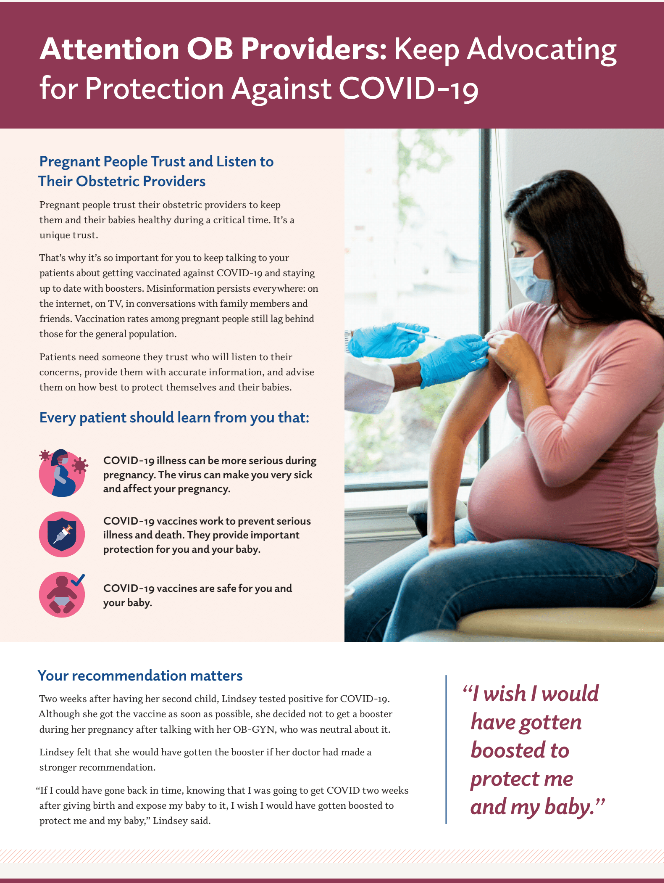 Attention OB Providers: Keep Advocating
for Protection Against COVID-19
Pregnant People Trust and Listen to
Their Obstetric Providers
Pregnant people trust their obstetric providers to keep
them and their babies healthy during a critical time. It's a
unique trust.
That's why it's so important for you to keep talking to your
patients about getting vaccinated against COVID-19 and staying
up to date with boosters. Misinformation persists everywhere: on
the internet, on TV, in conversations with family members and
friends. Vaccination rates among pregnant people still lag behind
those for the general population.
Patients need someone they trust who will listen to their
concerns, provide them with accurate information, and advise
them on how best to protect themselves and their babies.
Every patient should learn from you that:
COVID-19 illness can be more serious during
pregnancy. The virus can make you very sick
and affect your pregnancy.
COVID-19 vaccines work to prevent serious
illness and death. They provide important
protection for you and your baby.
COVID-19 vaccines are safe for you and
your baby.
Your recommendation matters
Two weeks after having her second child, Lindsey tested positive for COVID-19.
Although she got the vaccine as soon as possible, she decided not to get a booster
during her pregnancy after talking with her OB-GYN, who was neutral about it.
Lindsey felt that she would have gotten the booster if her doctor had made a
stronger recommendation.
“If I could have gone back in time, knowing that I was going to get COVID two weeks
after giving birth and expose my baby to it, I wish I would have gotten boosted to
protect me and my baby,” Lindsey said.
“I wish I would
have gotten
boosted to
protect me
and my baby.”